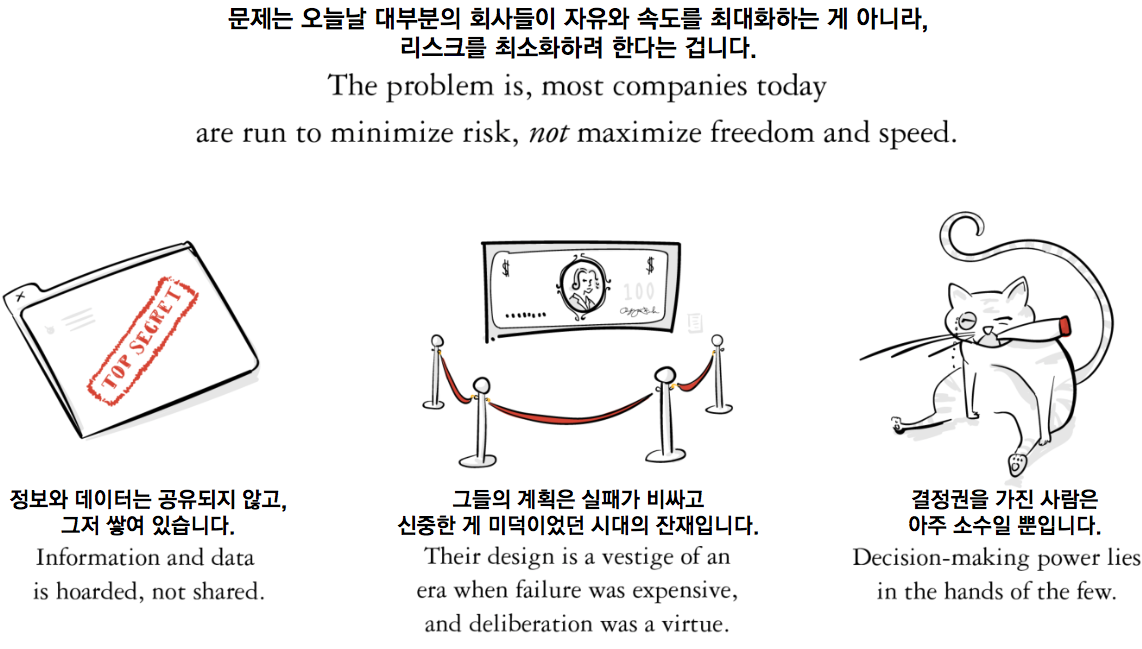 문제는 오늘날 대부분의 회사들이 자유와 속도를 최대화하는 게 아니라,
리스크를 최소화하려 한다는 겁니다.
The problem is, most companies today
are run to minimize risk, not maximize freedom and speed.
TOP SECRET
$ $
100
정보와 데이터는 공유되지 않고,
그저 쌓여 있습니다.
Information and data
is hoarded, not shared.
그들의 계획은 실패가 비싸고
신중한 게 미덕이었던 시대의 잔재입니다.
Their design is a vestige of an
era when failure was expensive,
and deliberation was a virtue.
결정권을 가진 사람은
아주 소수일 뿐입니다.
Decision-making power lies
in the hands of the few.